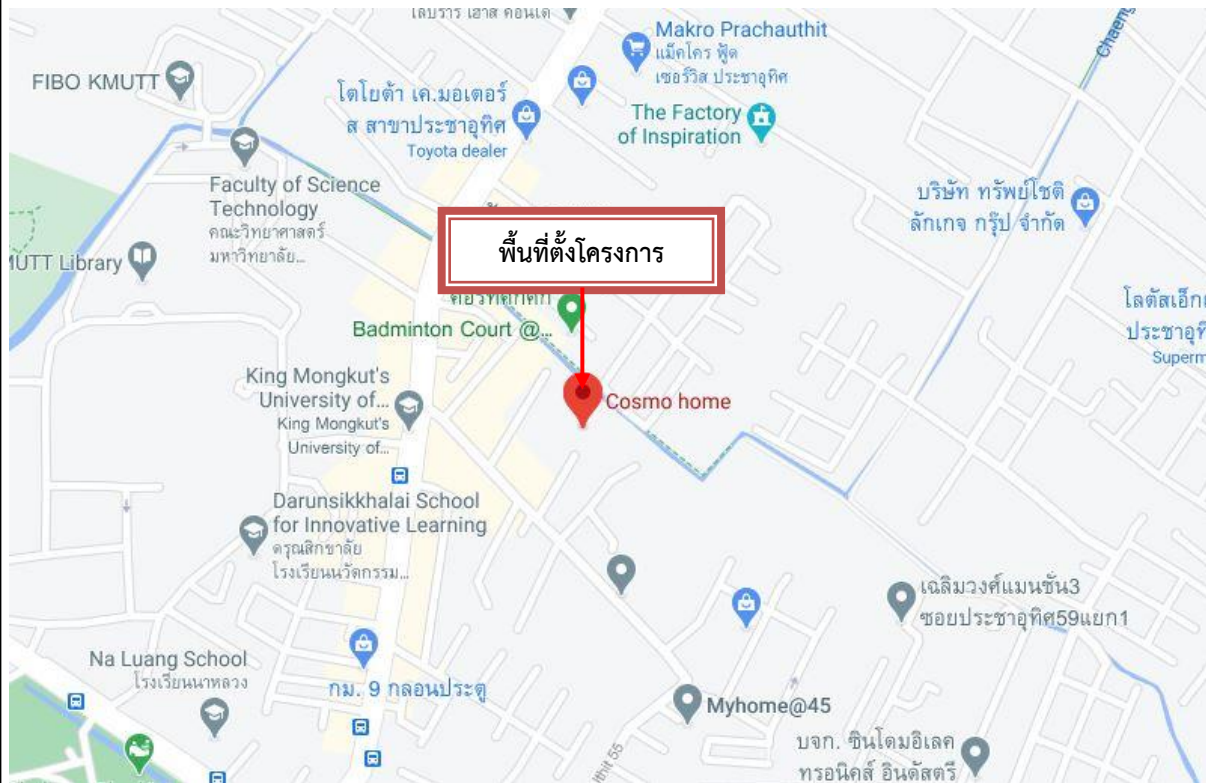 Makro Prachauthit
แม็คโคร ฟู้ด
เซอร์วิส ประชาอุทิศ
Chaeng
FIBO KMUTT
โตโยต้า เค.มอเตอร์
ส สาขาประชาอุทิศ
Toyota dealer
The Factory
of Inspiration
Faculty of Science
Technology
คณะวิทยาศาสตร์
มหาวิทยาลัย...
บริษัท ทรัพย์โชติ
ลักเกจ กรุ๊ป จำกัด
พื้นที่ตั้งโครงการ
MUTT Library
Badminton Court @...
โลตัสเอ็ก
ประชาอุทิ
Superm
King Mongkut's
University of...
King Mongkut's
University of...
Cosmo home
Darunsikkhalai School
for Innovative Learning
ดรุณสิกขาลัย
โรงเรียนนวัตกรรม...
เฉลิมวงศ์แมนชั่น3
ซอยประชาอุทิศ59แยก1
Na Luang School
โรงเรียนนาหลวง
กม. 9 กลอนประตู
Myhome@45
thit 55
บจก. ซินโดมอิเลค
ทรอนิคส์ อินดัสตรี